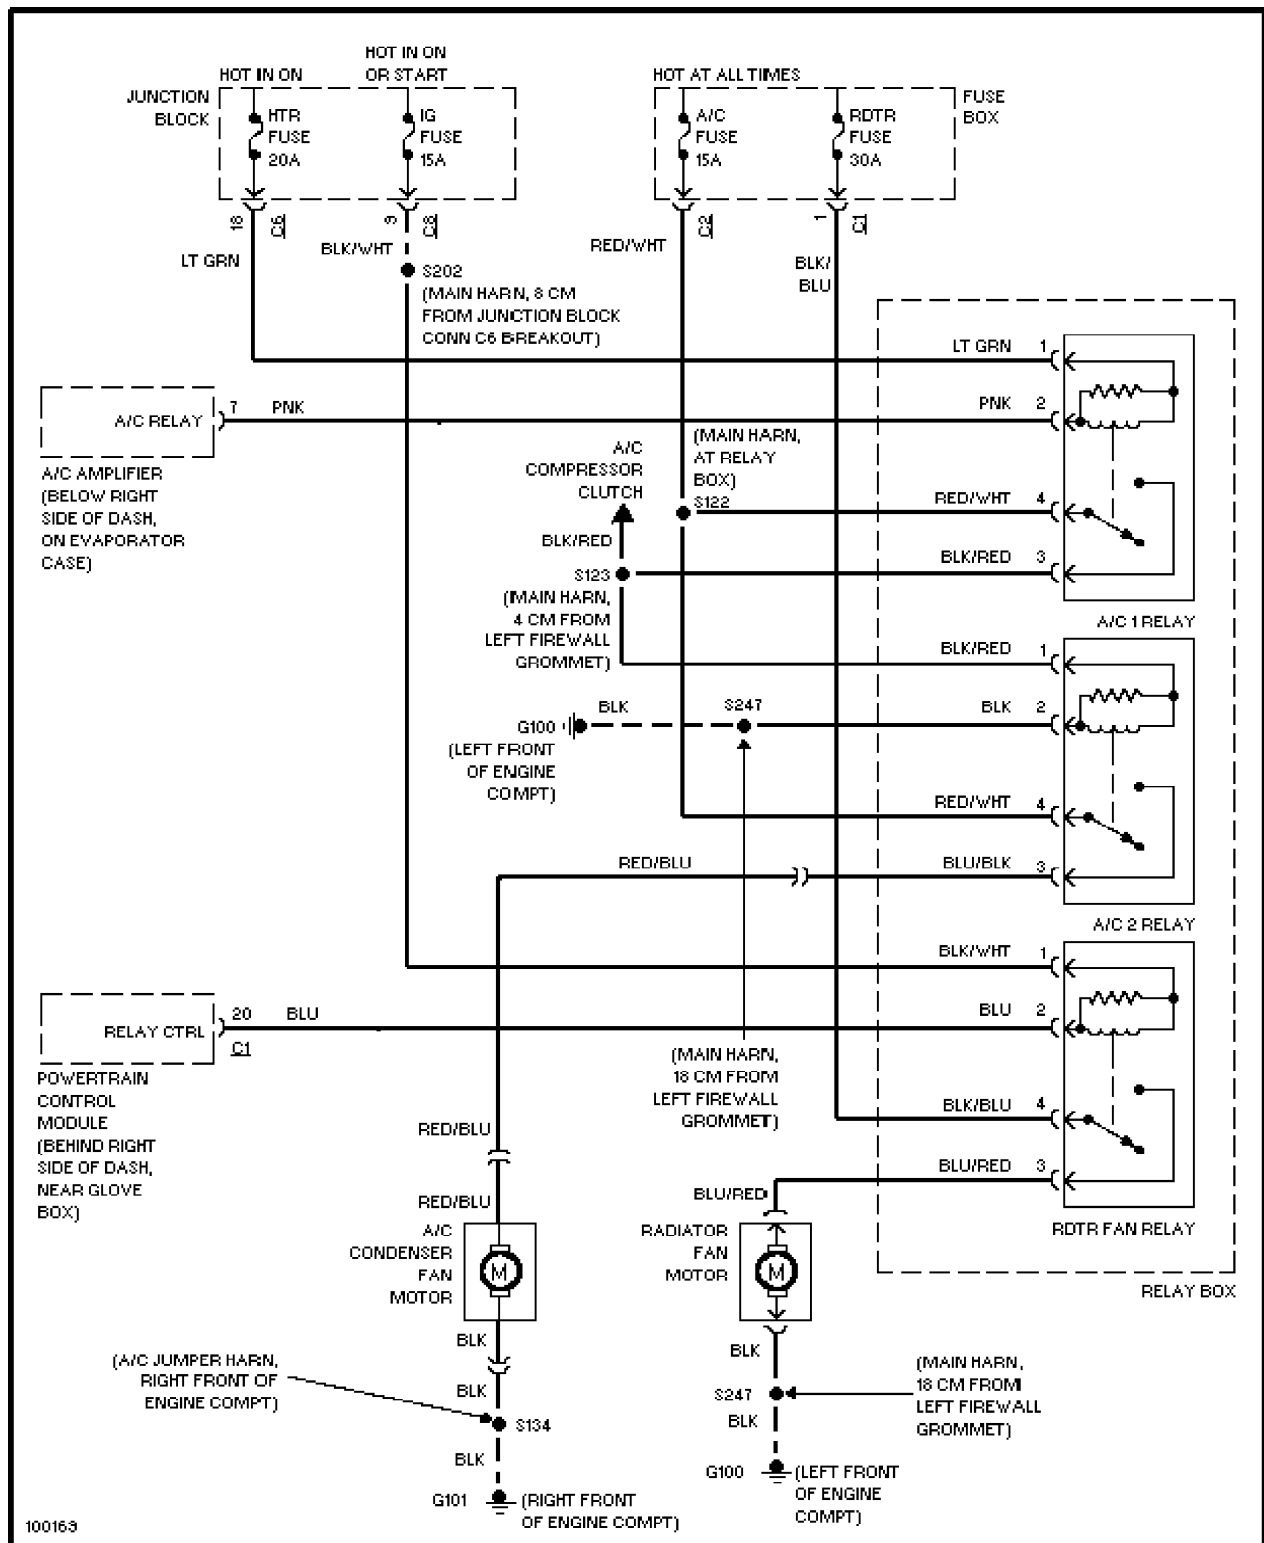 HOT IN ON
HOT IN ON
OR START
HOT AT ALL TIMES
JUNCTION
BLOCK
HTR
FUSE
20A
IG
FUSE
15A
A/C
FUSE
15A
RDTR
FUSE
30A
FUSE
BOX
18
C6
9
C8
C2
1
C1
LT GRN
BLK/WHT
RED/WHT
BLK/
BLU
S202
(MAIN HARN, 8 CM
FROM JUNCTION BLOCK
CONN C6 BREAKOUT)
LT GRN 1
A/C RELAY
7 PNK
PNK 2
A/C AMPLIFIER
(BELOW RIGHT
SIDE OF DASH,
ON EVAPORATOR
CASE)
A/C
COMPRESSOR
CLUTCH
(MAIN HARN,
AT RELAY
BOX)
S122
RED/WHT 4
BLK/RED
S123
BLK/RED 3
(MAIN HARN,
4 CM FROM
LEFT FIREWALL
GROMMET)
A/C 1 RELAY
BLK/RED 1
BLK
S247
BLK 2
G100
(LEFT FRONT
OF ENGINE
COMPT)
RED/WHT 4
RED/BLU
BLU/BLK 3
A/C 2 RELAY
BLK/WHT 1
RELAY CTRL
20 BLU
C1
BLU 2
POWERTRAIN
CONTROL
MODULE
(BEHIND RIGHT
SIDE OF DASH,
NEAR GLOVE
BOX)
(MAIN HARN,
18 CM FROM
LEFT FIREWALL
GROMMET)
BLK/BLU 4
RED/BLU
BLU/RED 3
RED/BLU
BLU/RED
RDTR FAN RELAY
A/C
CONDENSER
FAN
MOTOR
M
RADIATOR
FAN
MOTOR
M
RELAY BOX
BLK
BLK
(A/C JUMPER HARN,
RIGHT FRONT OF
ENGINE COMPT)
BLK
S134
BLK
S247
BLK
(MAIN HARN,
18 CM FROM
LEFT FIREWALL
GROMMET)
G101
(RIGHT FRONT
OF ENGINE COMPT)
G100
(LEFT FRONT
OF ENGINE
COMPT)
100169